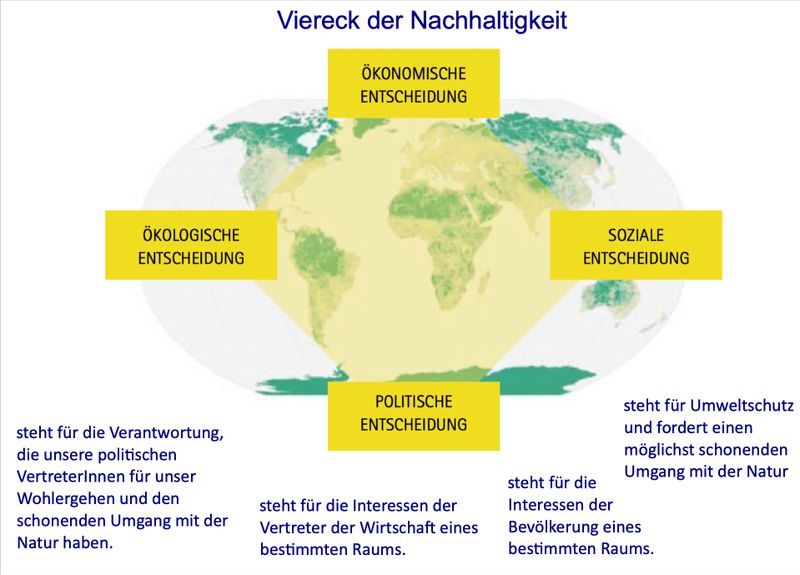 Viereck der Nachhaltigkeit
ÖKONOMISCHE
ENTSCHEIDUNG
ÖKOLOGISCHE
ENTSCHEIDUNG
SOZIALE
ENTSCHEIDUNG
POLITISCHE
ENTSCHEIDUNG
steht für die Verantwortung,
die unsere politischen
VertreterInnen für unser
Wohlergehen und den
schonenden Umgang mit der
Natur haben.
steht für die Interessen der
Vertreter der Wirtschaft eines
bestimmten Raums.
steht für die
Interessen der
Bevölkerung eines
bestimmten Raums.
steht für Umweltschutz
und fordert einen
möglichst schonenden
Umgang mit der Natur